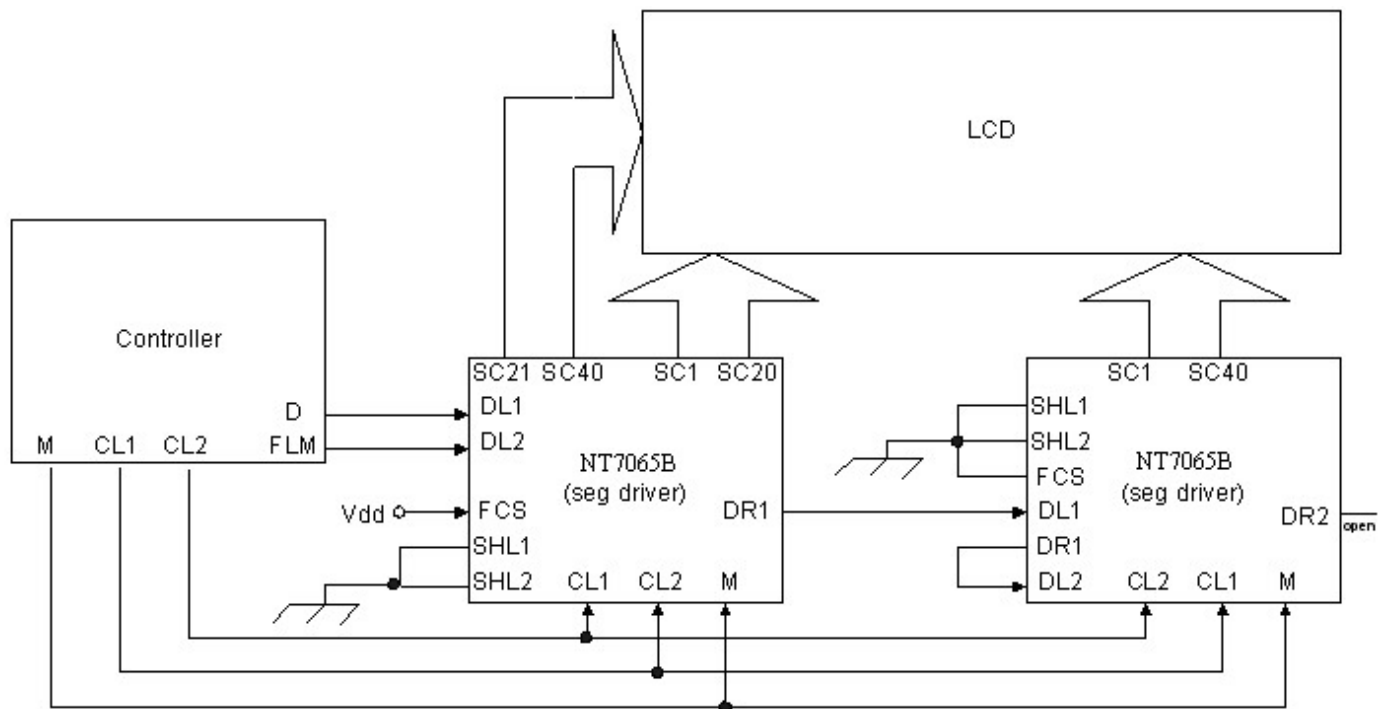 LCD
Controller
D
M CL1 CL2 FLM
SC21 SC40 SC1 SC20
DL1
DL2
NT7065B
(seg driver)
Vdd
FCS
DR1
SHL1
SHL2
CL1 CL2 M
SC1 SC40
SHL1
SHL2
FCS
NT7065B
(seg driver)
DL1
DR2
open
DR1
DL2
CL2 CL1 M